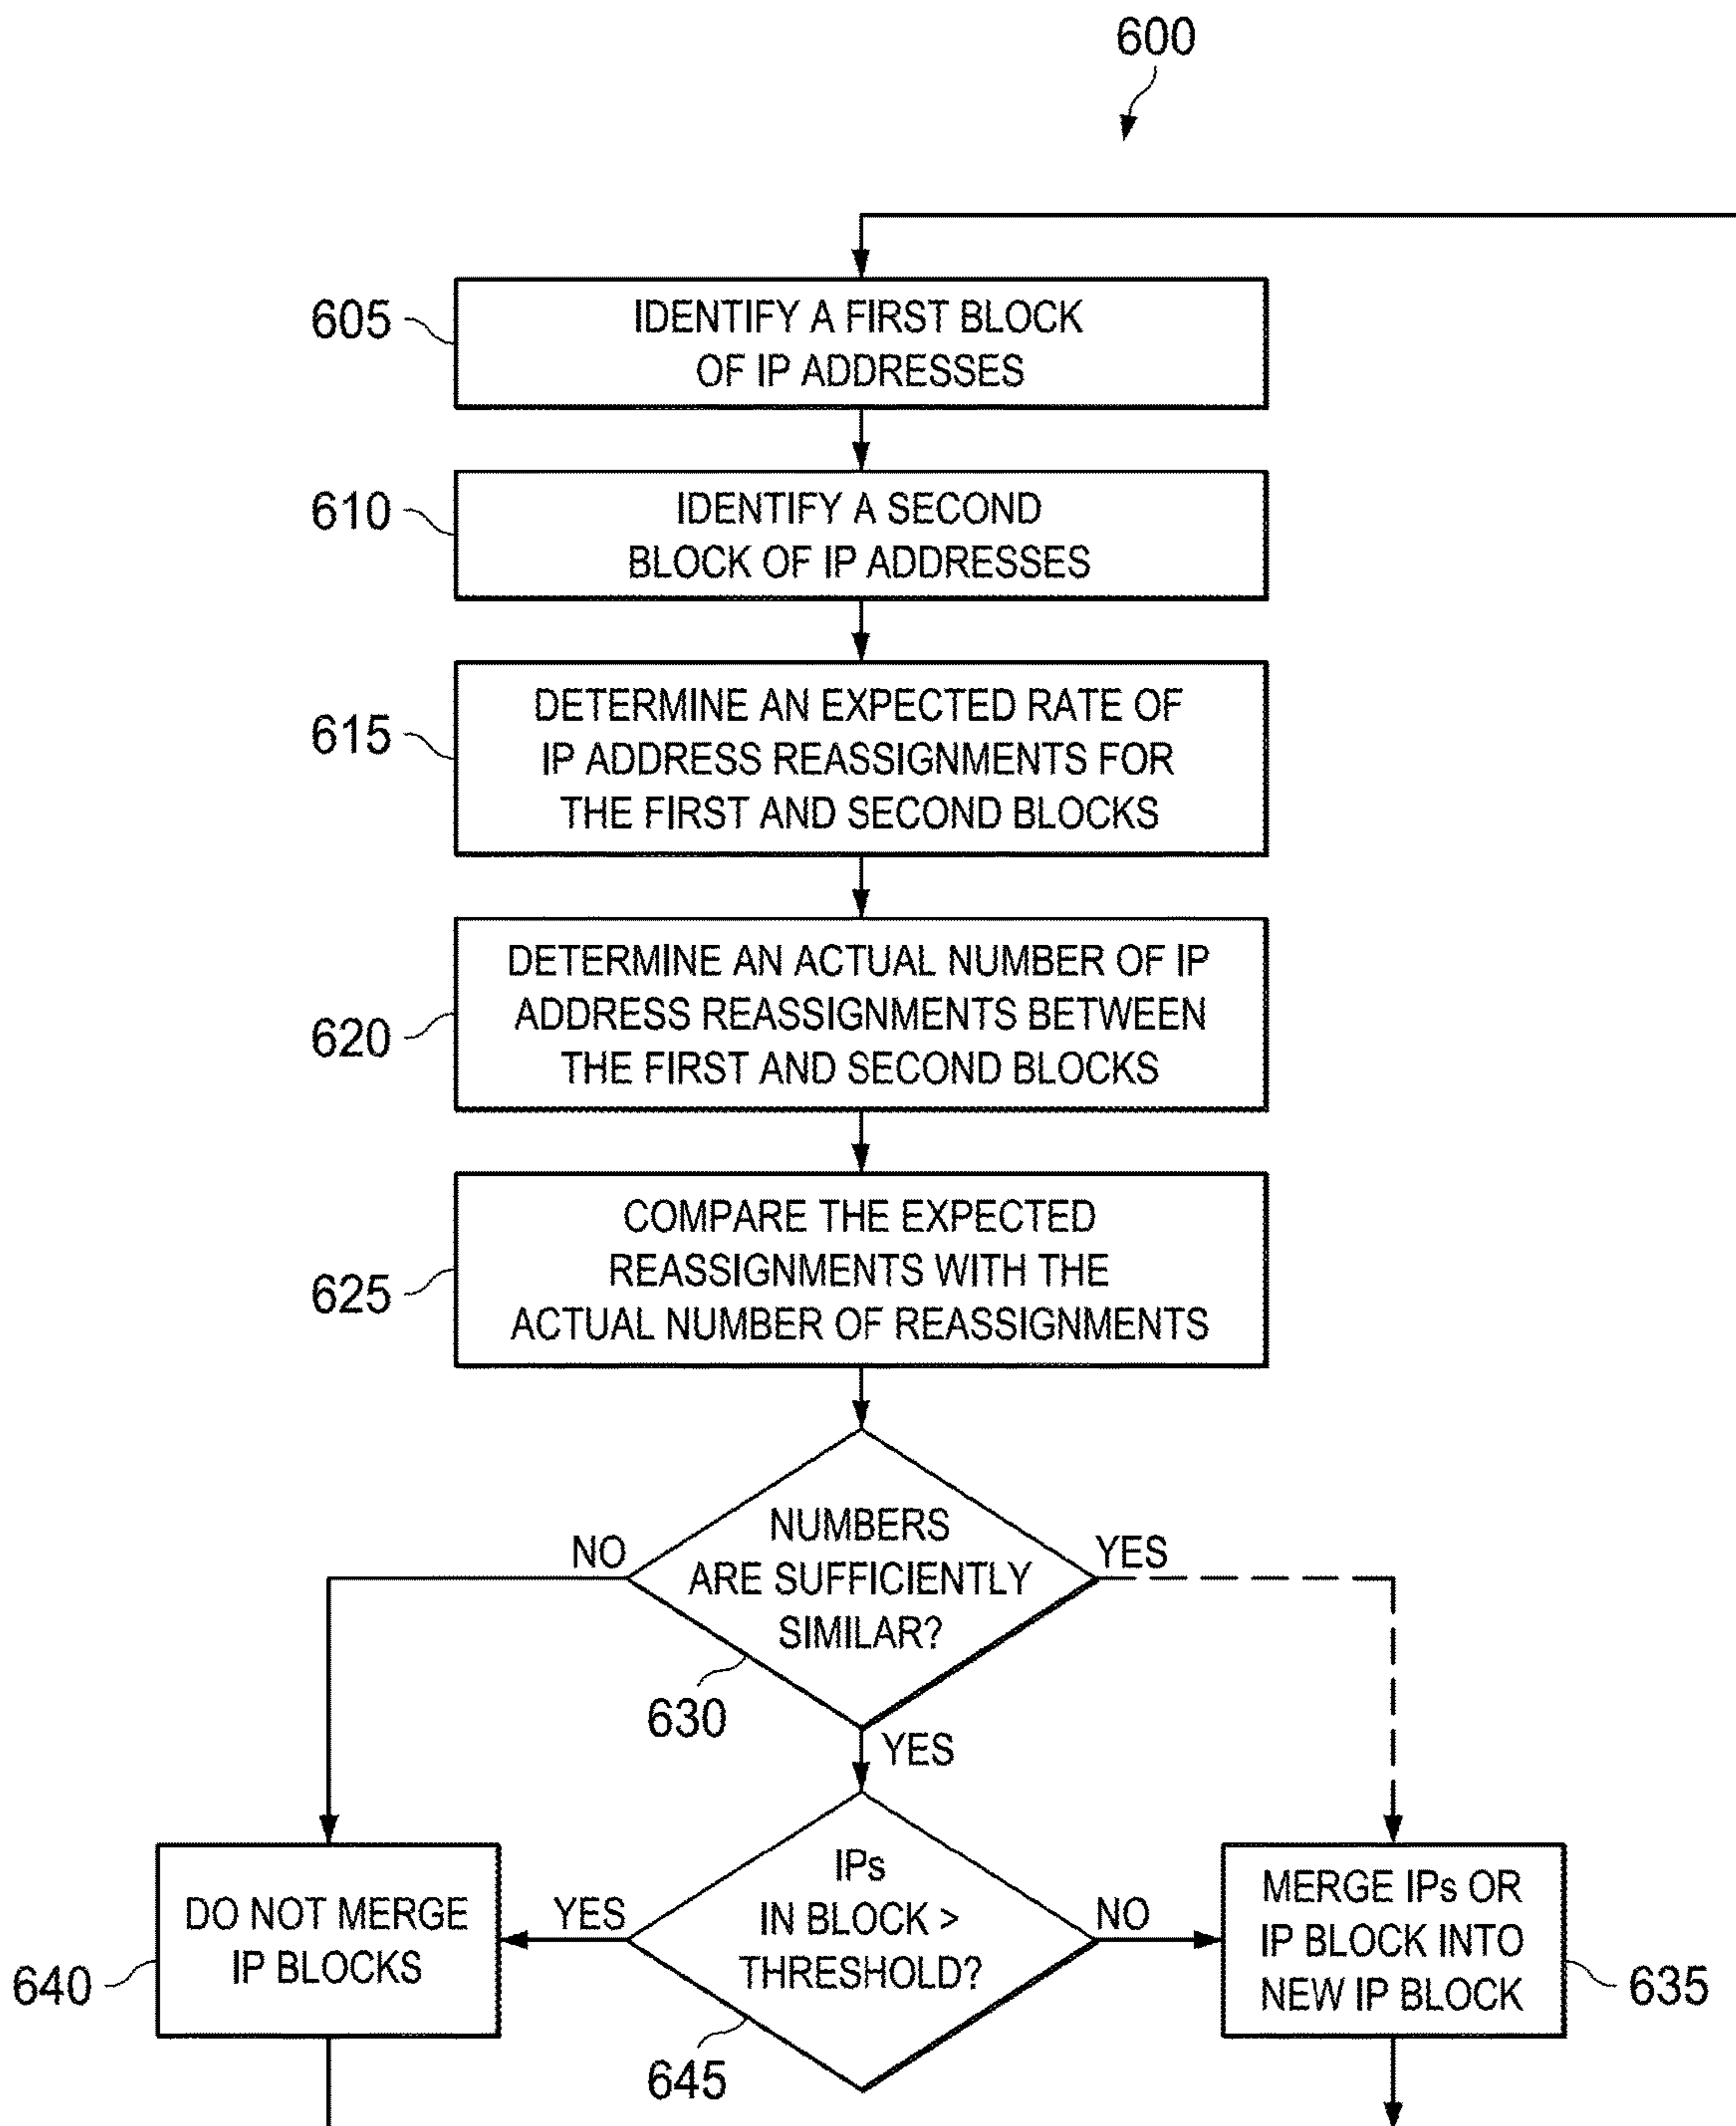 600
605
IDENTIFY A FIRST BLOCK
OF IP ADDRESSES
610
IDENTIFY A SECOND
BLOCK OF IP ADDRESSES
615
DETERMINE AN EXPECTED RATE OF
IP ADDRESS REASSIGNMENTS FOR
THE FIRST AND SECOND BLOCKS
620
DETERMINE AN ACTUAL NUMBER OF IP
ADDRESS REASSIGNMENTS BETWEEN
THE FIRST AND SECOND BLOCKS
625
COMPARE THE EXPECTED
REASSIGNMENTS WITH THE
ACTUAL NUMBER OF REASSIGNMENTS
NO
NUMBERS
ARE SUFFICIENTLY
SIMILAR?
YES
630
YES
640
DO NOT MERGE
IP BLOCKS
YES
IPs
IN BLOCK >
THRESHOLD?
645
NO
MERGE IPs OR
IP BLOCK INTO
NEW IP BLOCK
635